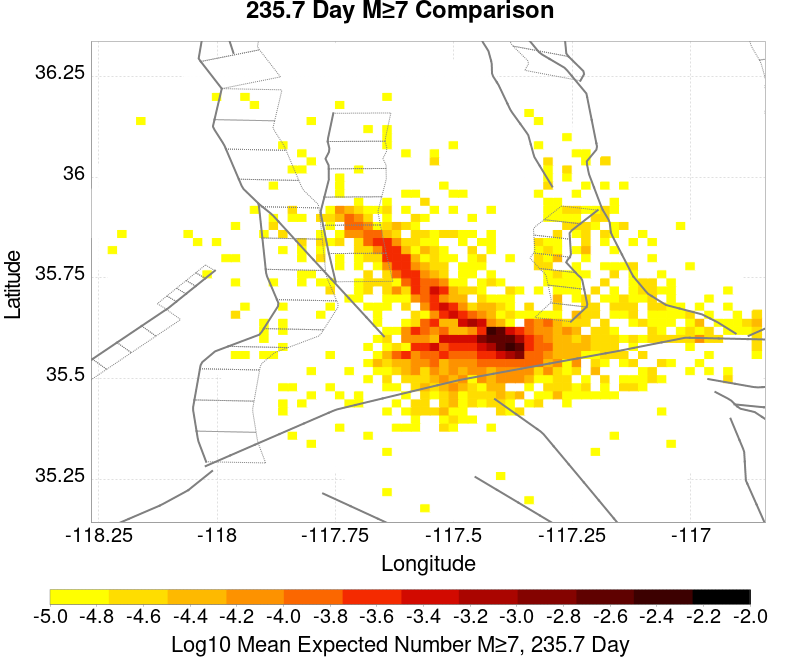 235.7 Day M≥7 Comparison
36.25
36
35.75
35.5
35.25
Latitude
-118.25 -118 -117.75 -117.5 -117.25 -117
Longitude
-5.0 -4.8 -4.6 -4.4 -4.2 -4.0 -3.8 -3.6 -3.4 -3.2 -3.0 -2.8 -2.6 -2.4 -2.2 -2.0
Log10 Mean Expected Number M≥7, 235.7 Day